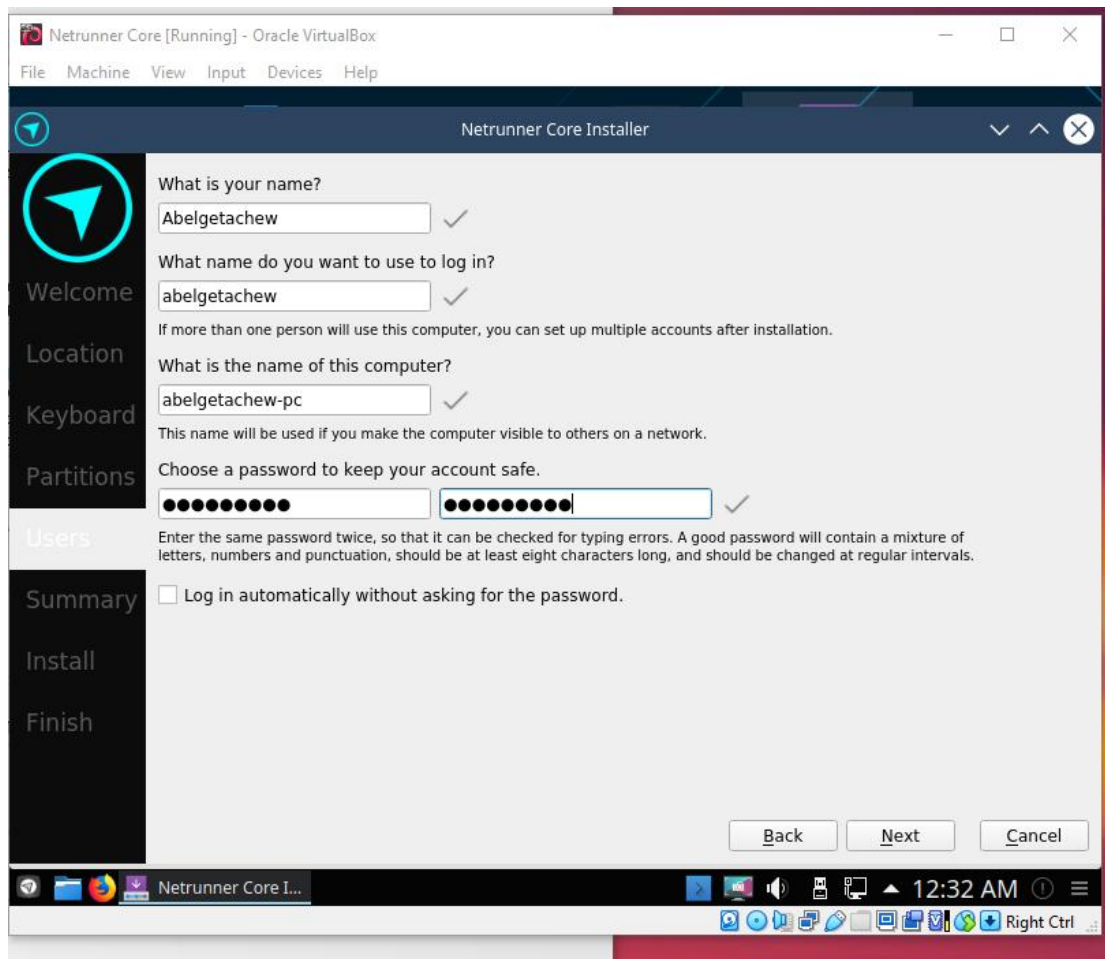 Netrunner Core [Running] - Oracle VirtualBox
File Machine View Input Devices Help
Netrunner Core Installer
What is your name?
Abelgetachew
What name do you want to use to log in?
Welcome
abelgetachew
If more than one person will use this computer, you can set up multiple accounts after installation.
Location
What is the name of this computer?
abelgetachew-pc
Keyboard
This name will be used if you make the computer visible to others on a network.
Choose a password to keep your account safe.
Partitions
●●●●●●●●● ●●●●●●●●●
Users
Enter the same password twice, so that it can be checked for typing errors. A good password will contain a mixture of
letters, numbers and punctuation, should be at least eight characters long, and should be changed at regular intervals.
Summary
Log in automatically without asking for the password.
Install
Finish
Back Next Cancel
Netrunner Core I... 12:32 AM
Right Ctrl